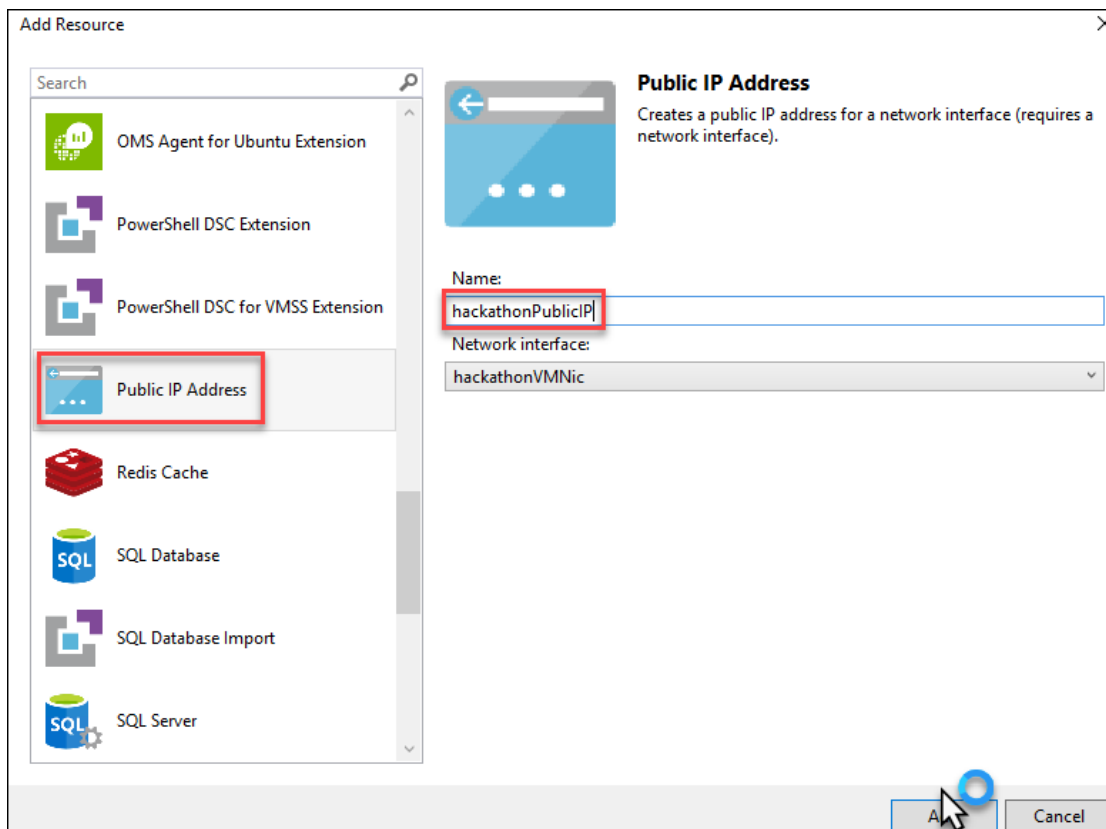 Add Resource
Search
OMS Agent for Ubuntu Extension
PowerShell DSC Extension
PowerShell DSC for VMSS Extension
Public IP Address
Redis Cache
SQL
SQL Database
SQL Database Import
SQL
SQL Server
Public IP Address
Creates a public IP address for a network interface (requires a
network interface).
Name:
hackathonPublicIP
Network interface:
hackathonVMNic
Cancel